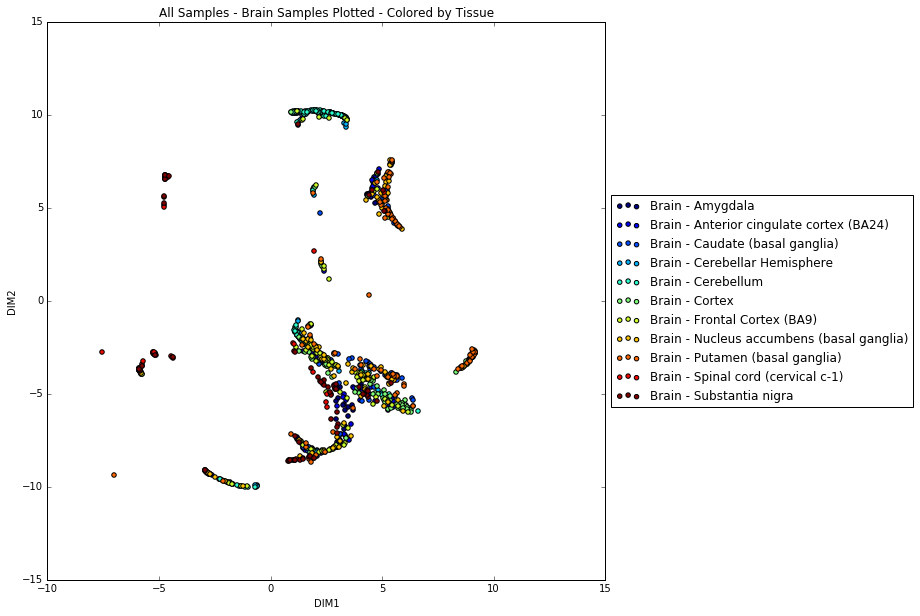 All Samples - Brain Samples Plotted - Colored by Tissue
15
10
5
0
−5
−10
−15
DIM2
−10
−5
0
5
10
15
DIM1
Brain - Amygdala
Brain - Anterior cingulate cortex (BA24)
Brain - Caudate (basal ganglia)
Brain - Cerebellar Hemisphere
Brain - Cerebellum
Brain - Cortex
Brain - Frontal Cortex (BA9)
Brain - Nucleus accumbens (basal ganglia)
Brain - Putamen (basal ganglia)
Brain - Spinal cord (cervical c-1)
Brain - Substantia nigra